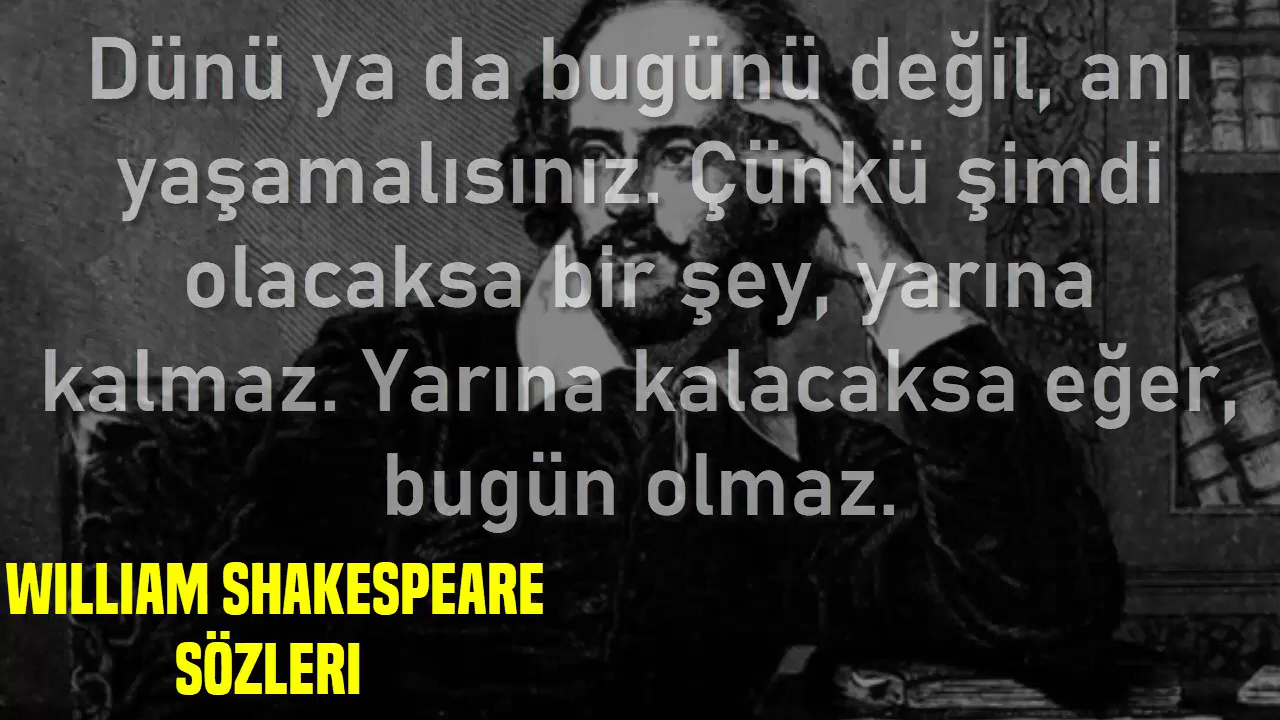 Dünü ya da bugünü değil, anı
yaşamalısınız. Çünkü şimdi
olacaksa bir şey, yarına
kalmaz. Yarına kalacaksa eğer,
bugün olmaz.
WILLIAM SHAKESPEARE
SÖZLERI